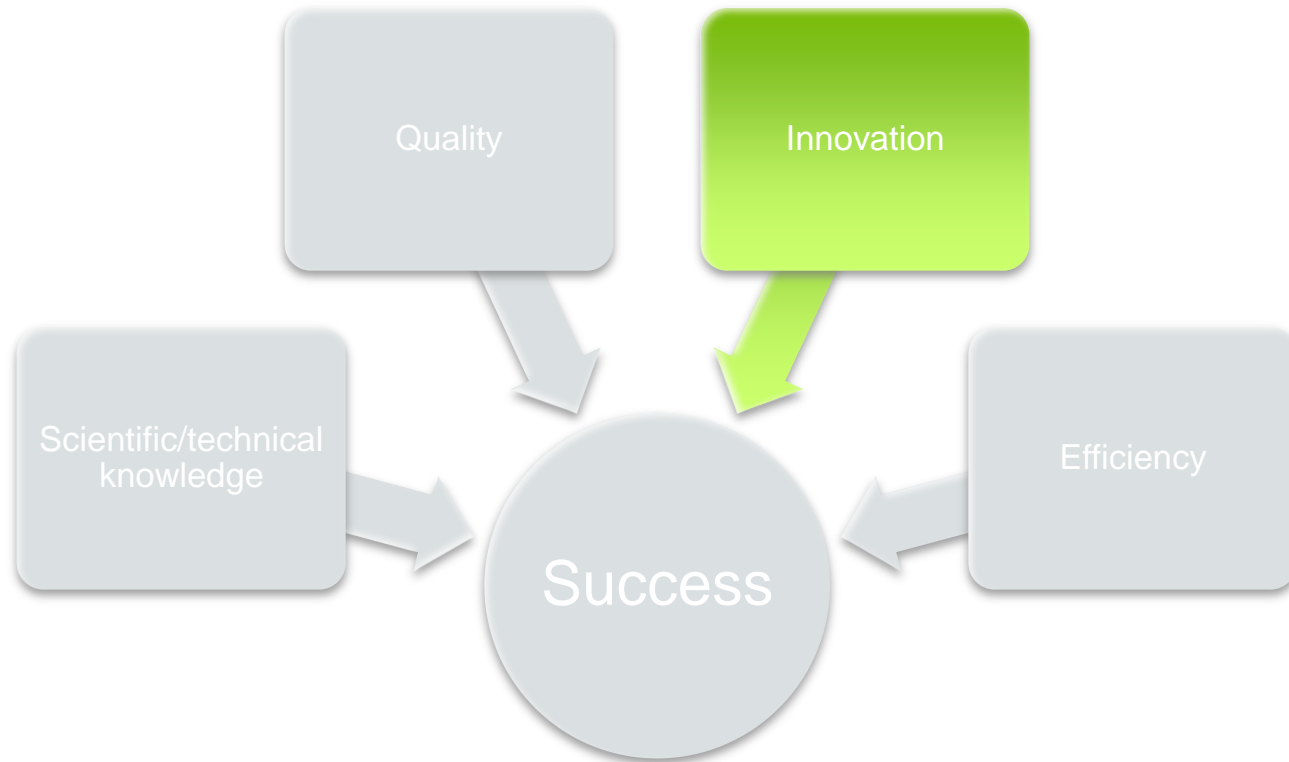 Quality
Innovation
Scientific/technical
knowledge
Efficiency
Success